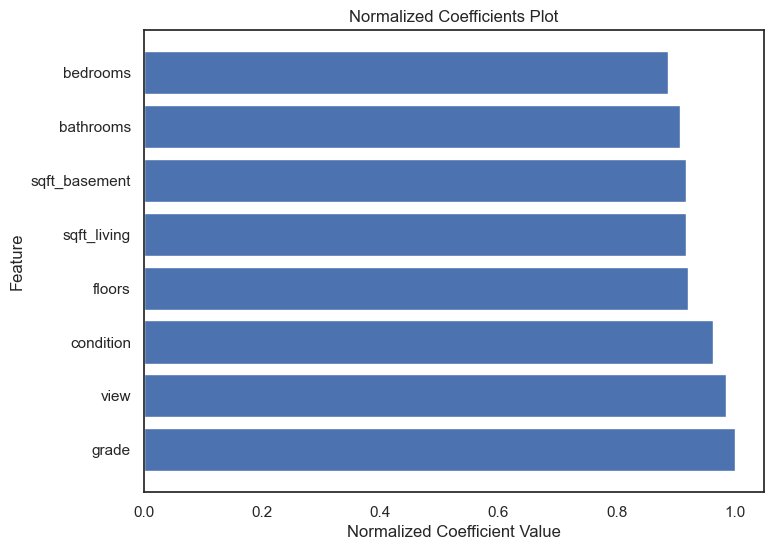 Normalized Coefficients Plot
Feature
bedrooms
bathrooms
sqft_basement
sqft_living
floors
condition
view
grade
0.0 0.2 0.4 0.6 0.8 1.0
Normalized Coefficient Value